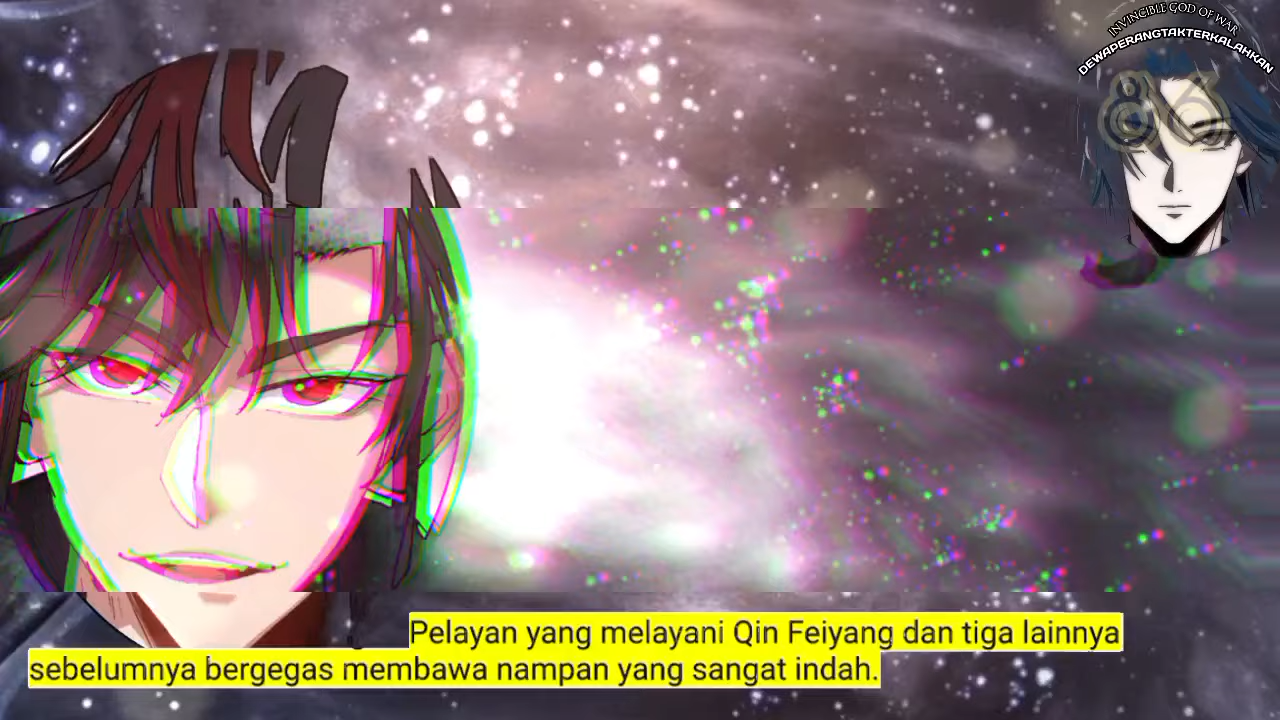 INVINCIBLE GOD OF WAR
DEWAPERANGTAKTERKALAHKAN
Pelayan yang melayani Qin Feiyang dan tiga lainnya
sebelumnya bergegas membawa nampan yang sangat indah.